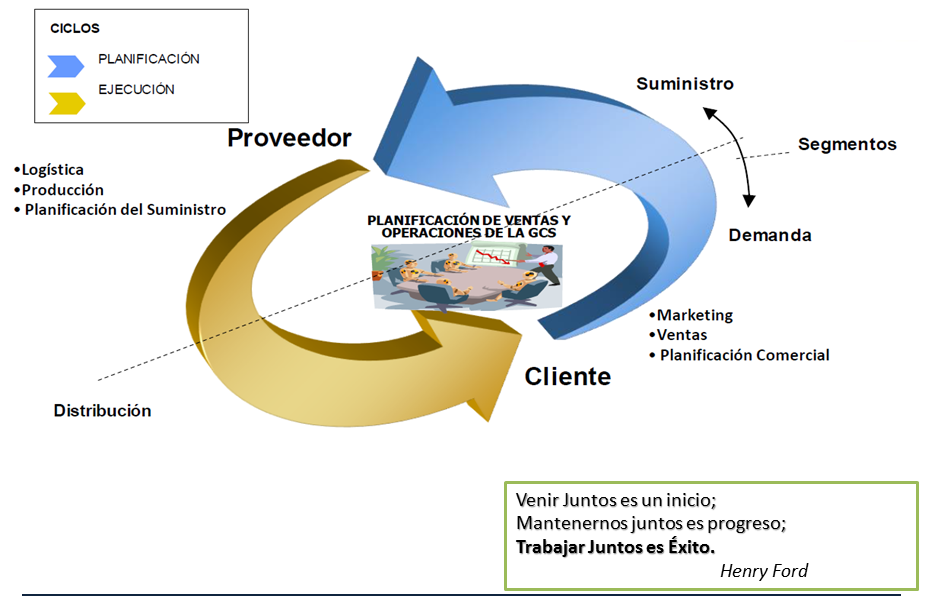 CICLOS
PLANIFICACIÓN
EJECUCIÓN
Suministro
Proveedor
Segmentos
•Logística
•Producción
• Planificación del Suministro
PLANIFICACIÓN DE VENTAS Y
OPERACIONES DE LA GCS
Demanda
•Marketing
•Ventas
• Planificación Comercial
Cliente
Distribución
Venir Juntos es un inicio;
Mantenernos juntos es progreso;
Trabajar Juntos es Éxito.
Henry Ford